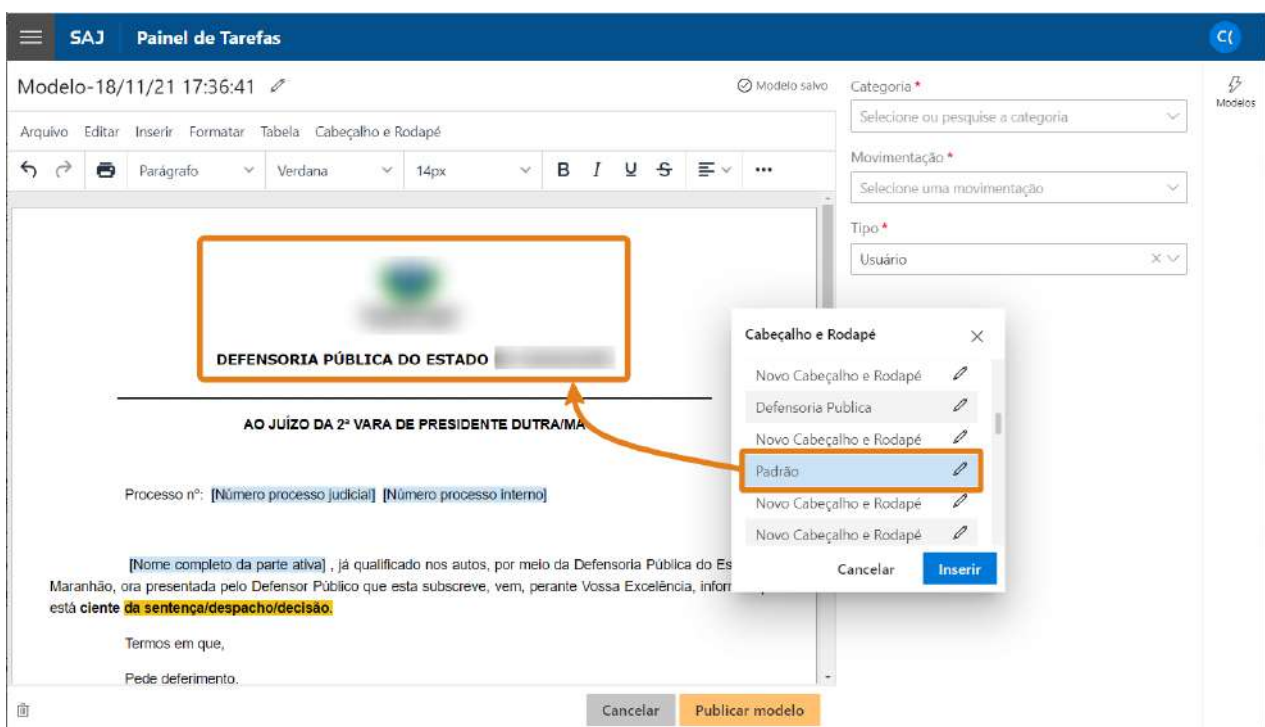 SAJ Painel de Tarefas C(
Modelo-18/11/21 17:36:41 Modelo salvo
Arquivo Editar Inserir Formatar Tabela Cabeçalho e Rodapé
Parágrafo Verdana 14px B I U S
DEFENSORIA PÚBLICA DO ESTADO
AO JUÍZO DA 2ª VARA DE PRESIDENTE DUTRA/MA
Processo nº: [Número processo judicial] [Número processo interno]
[Nome completo da parte ativa] , já qualificado nos autos, por meio da Defensoria Pública do Es
Maranhão, ora presentada pelo Defensor Público que esta subscreve, vem, perante Vossa Excelência, inform
está ciente da sentença/despacho/decisão.
Termos em que,
Pede deferimento.
Cancelar Publicar modelo
Categoria *
Selecione ou pesquise a categoria
Movimentação *
Selecione uma movimentação
Tipo *
Usuário
Modelos
Cabeçalho e Rodapé
Novo Cabeçalho e Rodapé
Defensoria Publica
Novo Cabeçalho e Rodapé
Padrão
Novo Cabeçalho e Rodapé
Novo Cabeçalho e Rodapé
Cancelar Inserir